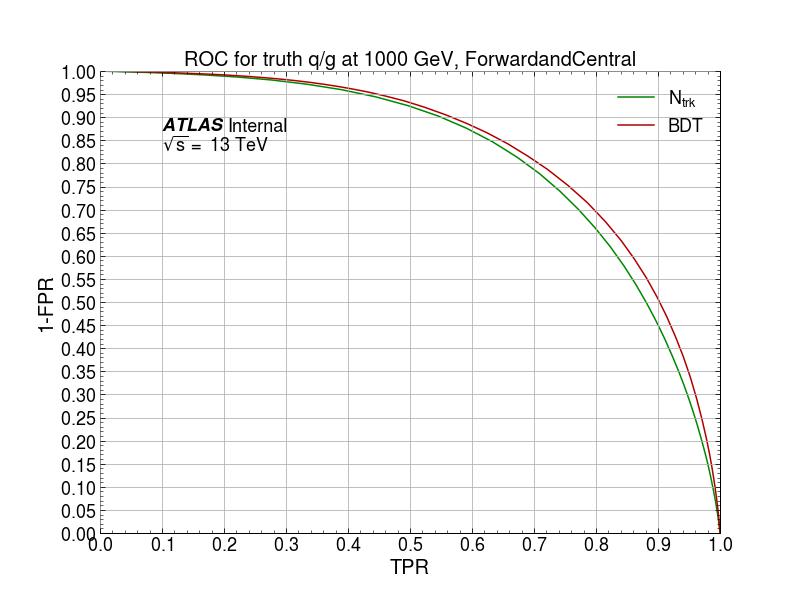 ROC for truth q/g at 1000 GeV, ForwardandCentral
1.00
0.95
0.90
0.85
0.80
0.75
0.70
0.65
0.60
0.55
0.50
0.45
0.40
0.35
0.30
0.25
0.20
0.15
0.10
0.05
0.00
1-FPR
ATLAS Internal
√s = 13 TeV
N_trk
BDT
0.0 0.1 0.2 0.3 0.4 0.5 0.6 0.7 0.8 0.9 1.0
TPR